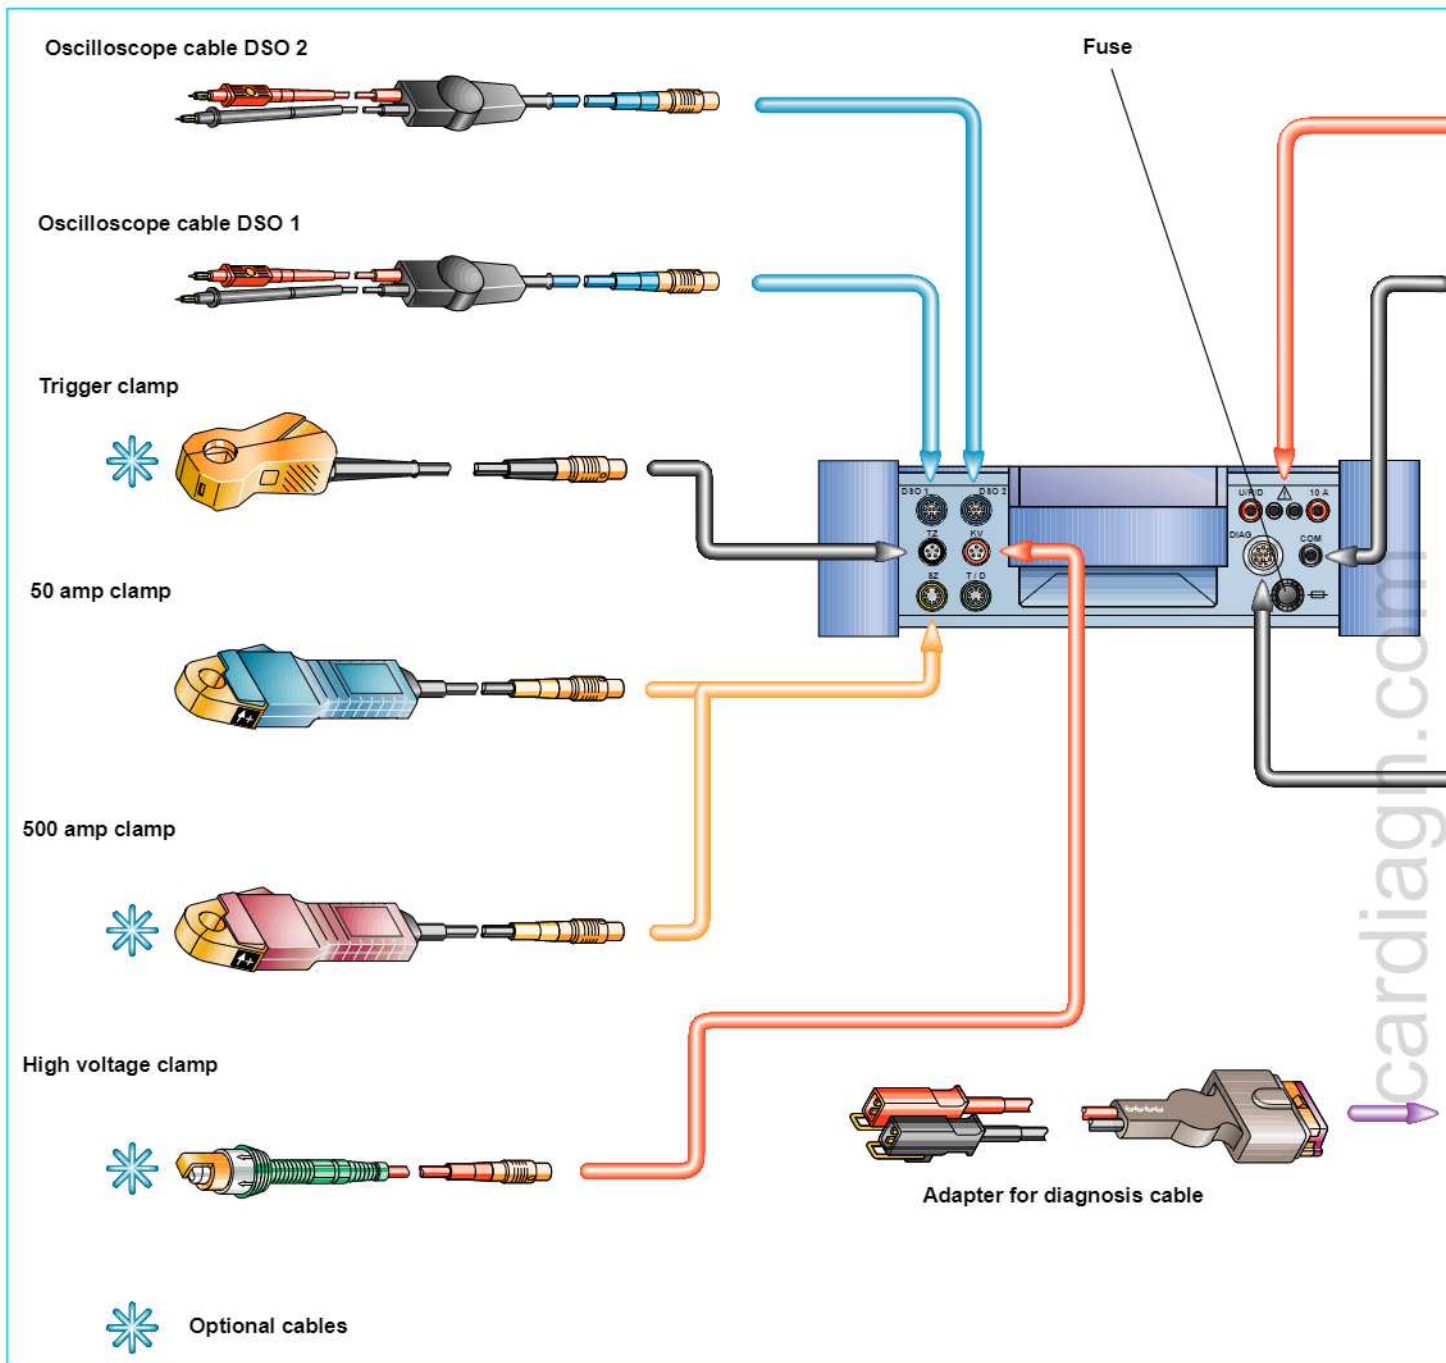 Oscilloscope cable DSO 2
Fuse
Oscilloscope cable DSO 1
Trigger clamp
DSO 1
DSO 2
U/R/D
10 A
TZ
KV
DIAG
COM
50 amp clamp
SZ
T / D
500 amp clamp
High voltage clamp
Adapter for diagnosis cable
Optional cables
cardiagn.com